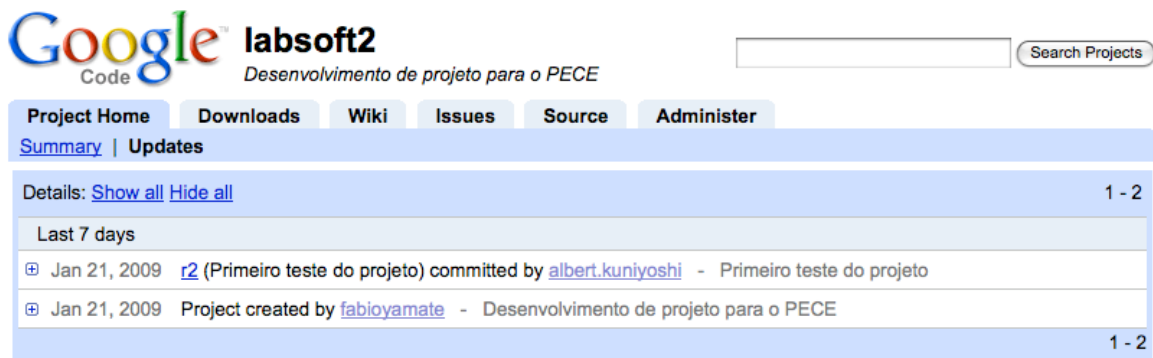 Google™ labsoft2
Code
Desenvolvimento de projeto para o PECE
Search Projects
Project Home Downloads Wiki Issues Source Administer
Summary | Updates
Details: Show all Hide all 1 - 2
Last 7 days
Jan 21, 2009 r2 (Primeiro teste do projeto) committed by albert.kuniyoshi - Primeiro teste do projeto
Jan 21, 2009 Project created by fabioyamate - Desenvolvimento de projeto para o PECE
1 - 2